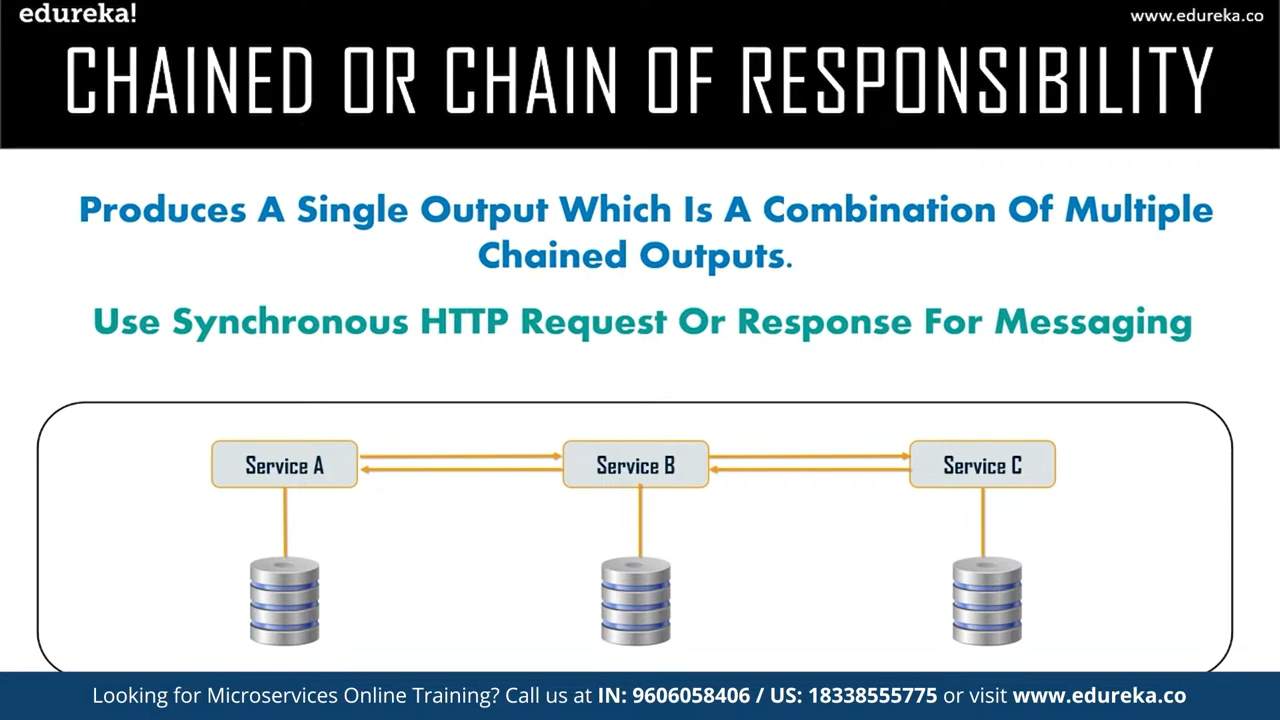 edureka!
www.edureka.co
CHAINED OR CHAIN OF RESPONSIBILITY
Produces A Single Output Which Is A Combination Of Multiple
Chained Outputs.
Use Synchronous HTTP Request Or Response For Messaging
Service A
Service B
Service C
Looking for Microservices Online Training? Call us at IN: 9606058406 / US: 18338555775 or visit www.edureka.co